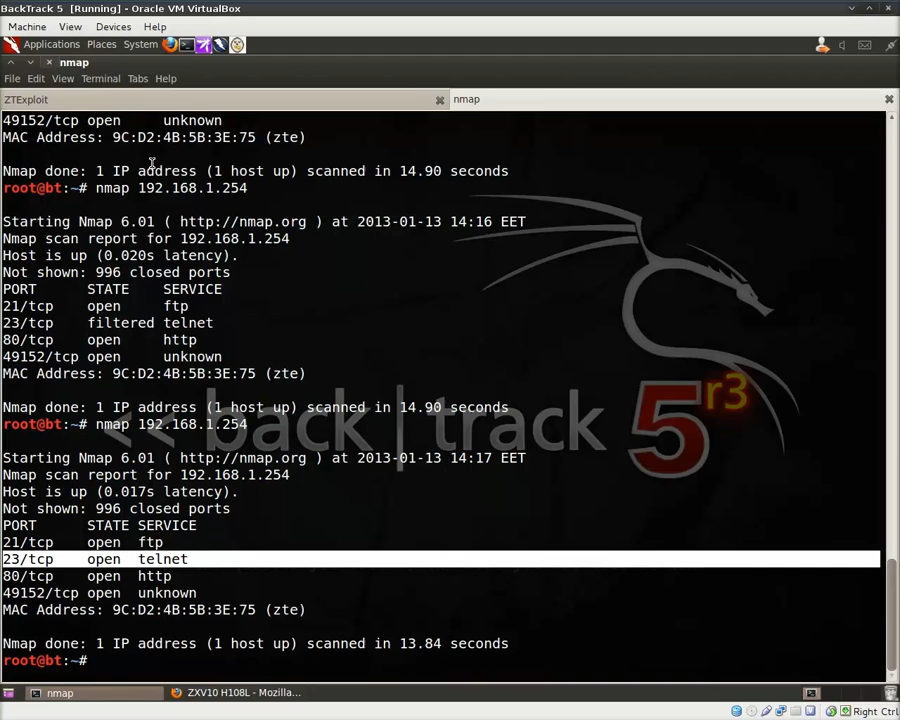 BackTrack 5 [Running] - Oracle VM VirtualBox
Machine View Devices Help
Applications Places System
nmap
File Edit View Terminal Tabs Help
ZTExploit
nmap
49152/tcp open unknown
MAC Address: 9C:D2:4B:5B:3E:75 (zte)
Nmap done: 1 IP address (1 host up) scanned in 14.90 seconds
root@bt:~# nmap 192.168.1.254
Starting Nmap 6.01 ( http://nmap.org ) at 2013-01-13 14:16 EET
Nmap scan report for 192.168.1.254
Host is up (0.020s latency).
Not shown: 996 closed ports
PORT STATE SERVICE
21/tcp open ftp
23/tcp filtered telnet
80/tcp open http
49152/tcp open unknown
MAC Address: 9C:D2:4B:5B:3E:75 (zte)
Nmap done: 1 IP address (1 host up) scanned in 14.90 seconds
root@bt:~# nmap 192.168.1.254
<< back | track 5 r3
Starting Nmap 6.01 ( http://nmap.org ) at 2013-01-13 14:17 EET
Nmap scan report for 192.168.1.254
Host is up (0.017s latency).
Not shown: 996 closed ports
PORT STATE SERVICE
21/tcp open ftp
23/tcp open telnet
80/tcp open http
49152/tcp open unknown
MAC Address: 9C:D2:4B:5B:3E:75 (zte)
Nmap done: 1 IP address (1 host up) scanned in 13.84 seconds
root@bt:~#
nmap
ZXV10 H108L - Mozilla...
Right Ctrl